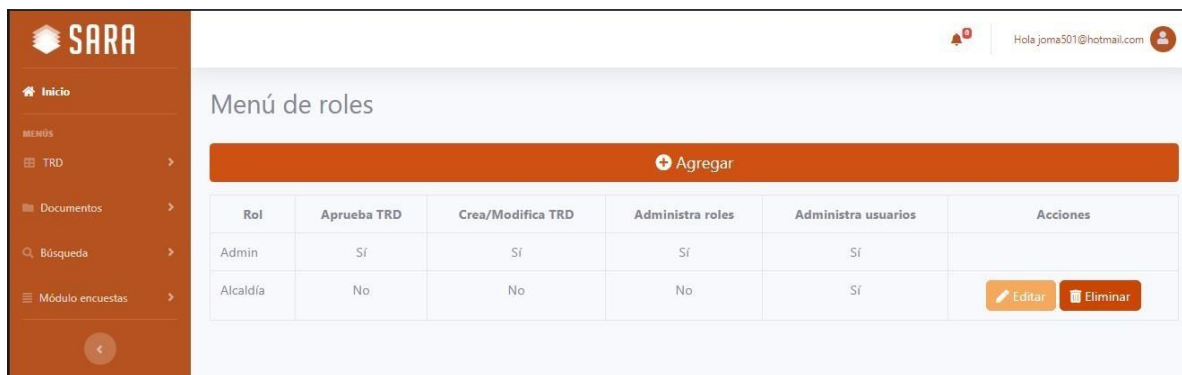 SARA
0
Hola joma501@hotmail.com
Inicio
MENÚS
TRD
Documentos
Búsqueda
Módulo encuestas
Menú de roles
Agregar
Rol Aprueba TRD Crea/Modifica TRD Administra roles Administra usuarios Acciones
Admin Sí Sí Sí Sí
Alcaldía No No No Sí Editar Eliminar